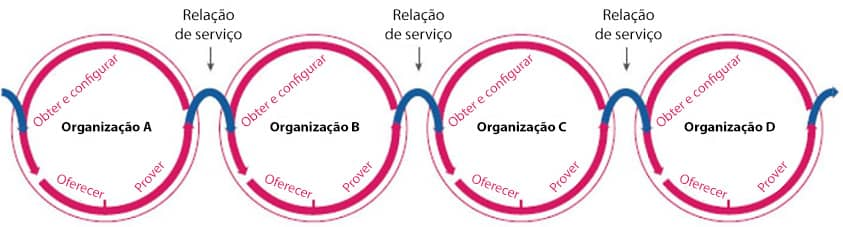 Relação
de serviço
Relação
de serviço
Relação
de serviço
Obter e configurar
Organização A
Oferecer
Prover
Obter e configurar
Organização B
Oferecer
Prover
Obter e configurar
Organização C
Oferecer
Prover
Obter e configurar
Organização D
Oferecer
Prover